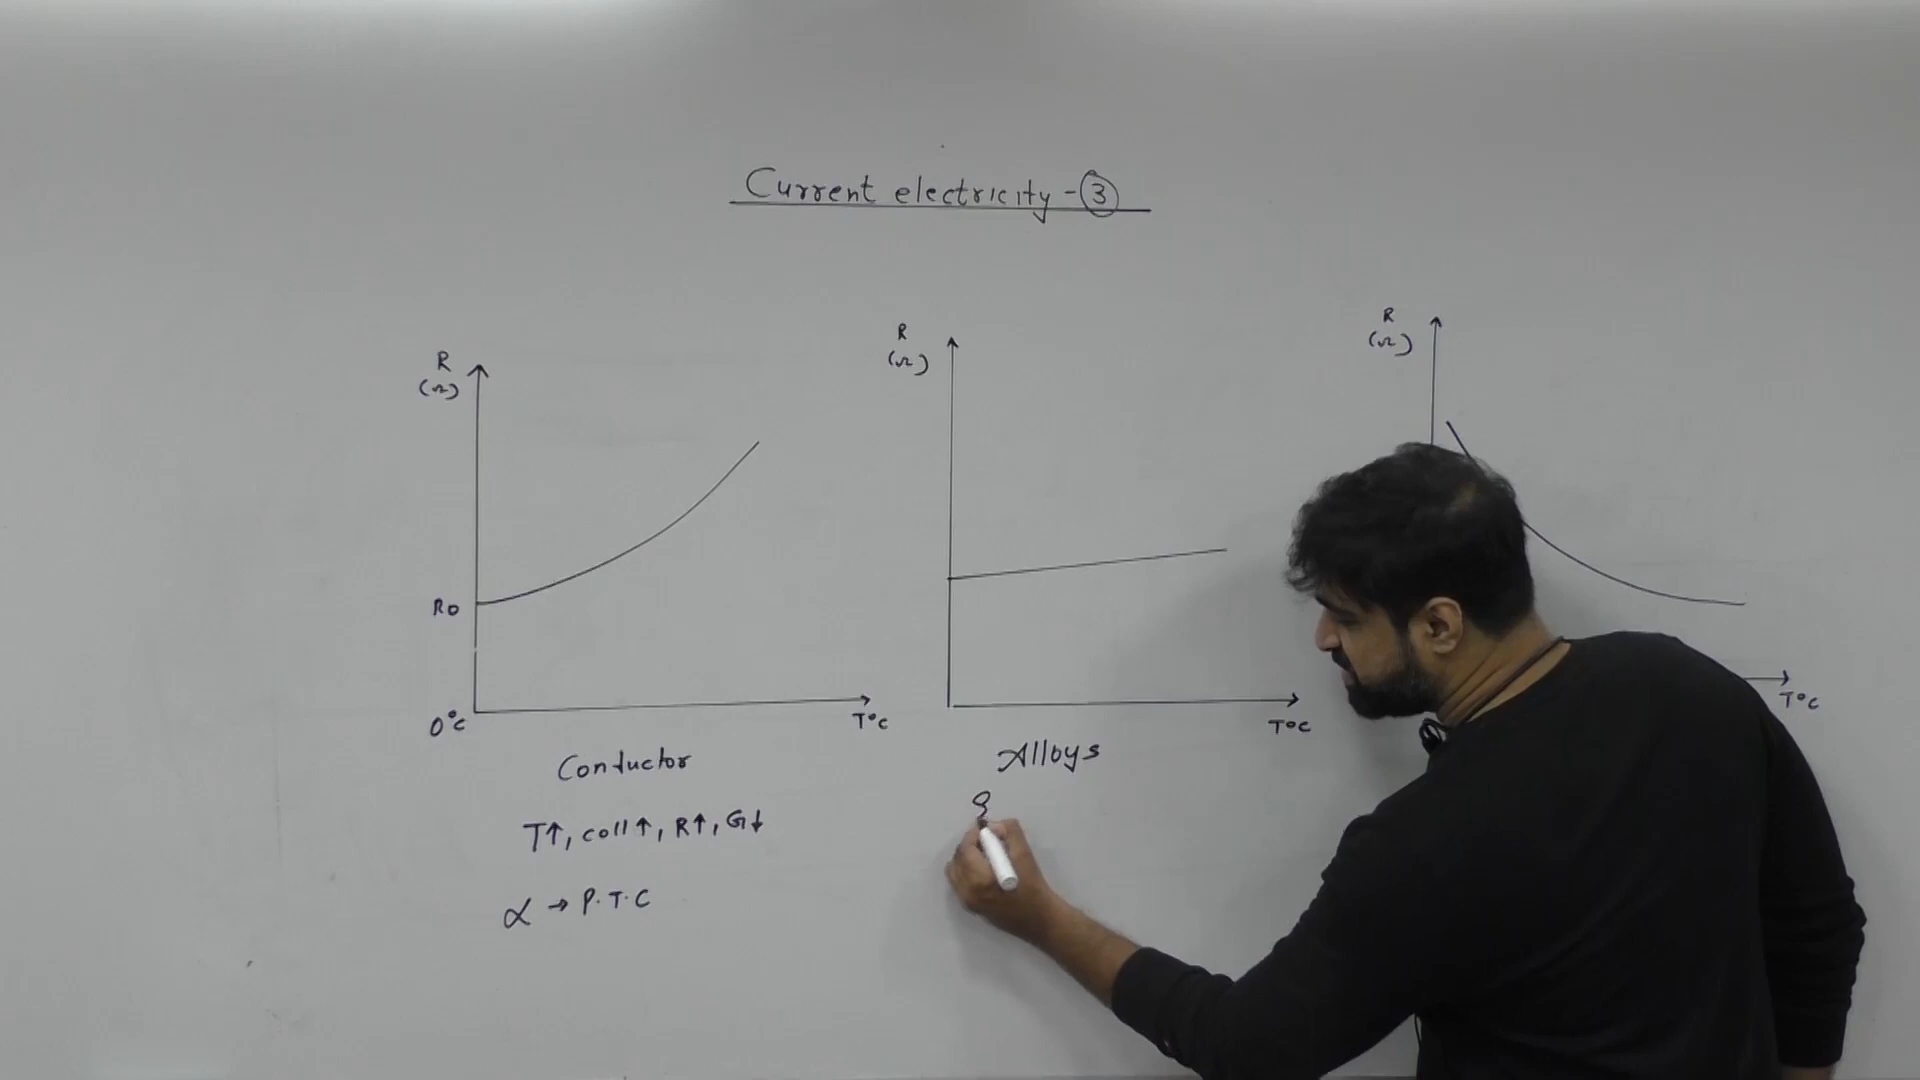 Current electricity - ③
R
(Ω)
R0
0°C
T°C
Conductor
T↑, coll↑, R↑, G↓
α → P.T.C
R
(Ω)
T°C
Alloys
R
(Ω)
T°C